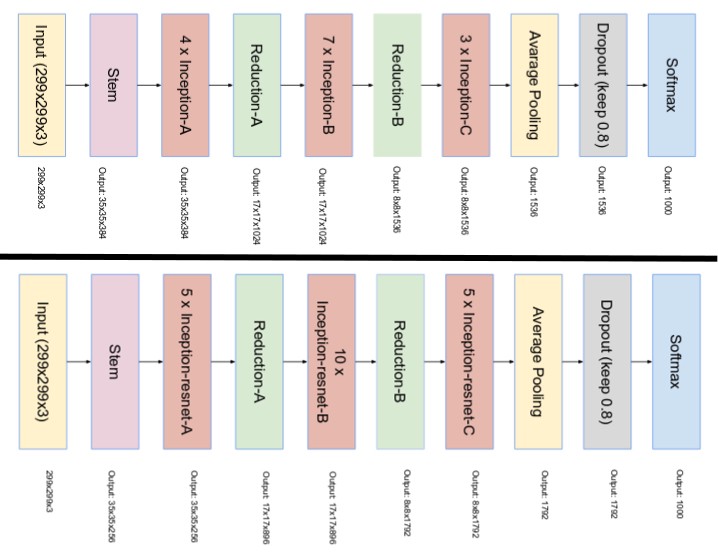 Softmax
Output: 1000
Dropout (keep 0.8)
Output: 1536
Avarage Pooling
Output: 1536
3 x Inception-C
Output: 8x8x1536
Reduction-B
Output: 8x8x1536
7 x Inception-B
Output: 17x17x1024
Reduction-A
Output: 17x17x1024
4 x Inception-A
Output: 35x35x384
Stem
Output: 35x35x384
Input (299x299x3)
299x299x3
Softmax
Output: 1000
Dropout (keep 0.8)
Output: 1792
Average Pooling
Output: 1792
5 x Inception-resnet-C
Output: 8x8x1792
Reduction-B
Output: 8x8x1792
10 x
Inception-resnet-B
Output: 17x17x896
Reduction-A
Output: 17x17x896
5 x Inception-resnet-A
Output: 35x35x256
Stem
Output: 35x35x256
Input (299x299x3)
299x299x3